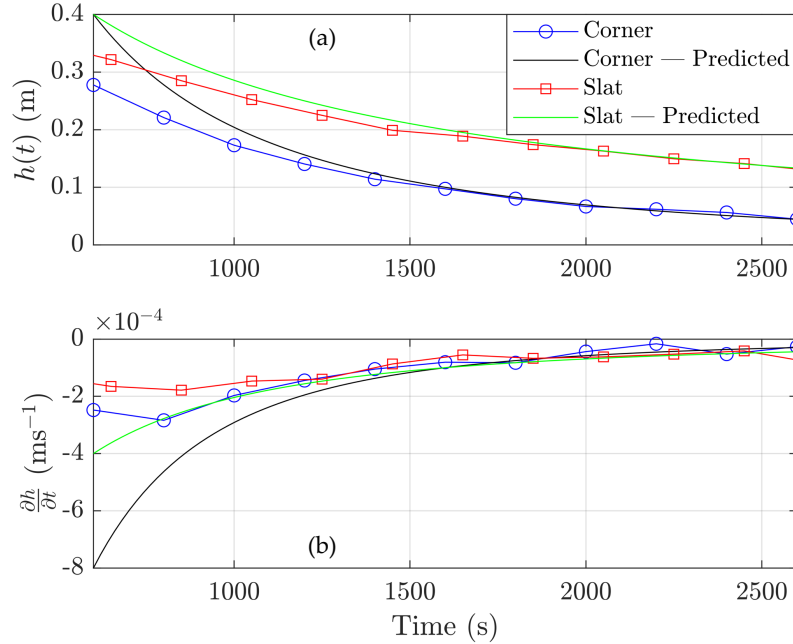 (a)
Corner
Corner — Predicted
Slat
Slat — Predicted
h(t) (m)
0.4
0.3
0.2
0.1
0
1000
1500
2000
2500
×10⁻⁴
0
-2
-4
-6
-8
∂h/∂t (ms⁻¹)
(b)
1000
1500
2000
2500
Time (s)